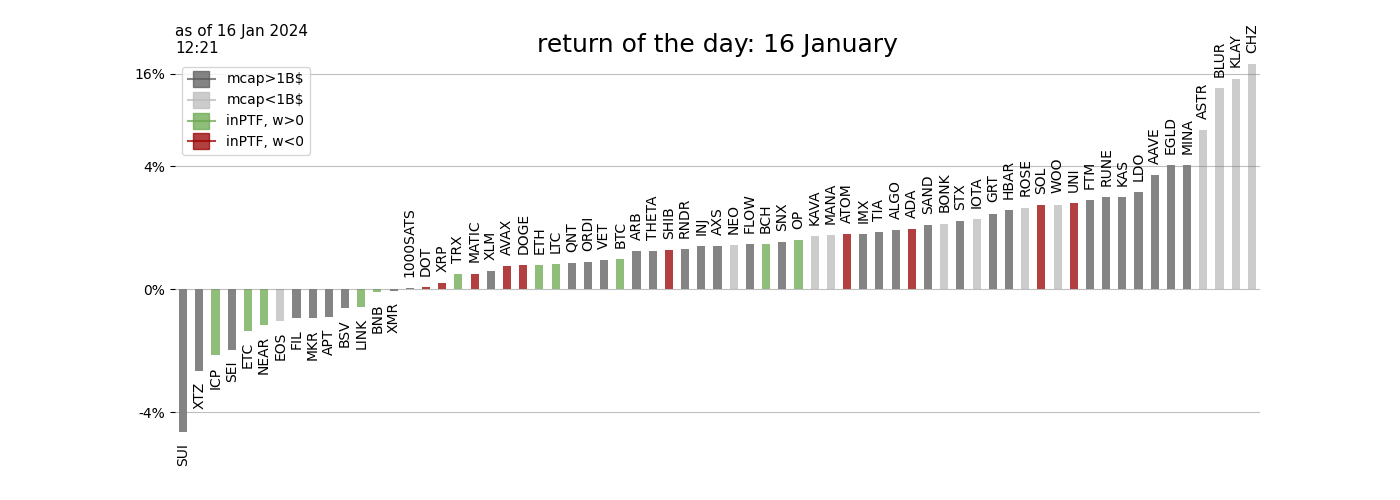 as of 16 Jan 2024
12:21
return of the day: 16 January
mcap>1B$
mcap<1B$
inPTF, w>0
inPTF, w<0
16%
4%
0%
-4%
SUI
XTZ
ICP
SEI
ETC
NEAR
EOS
FIL
MKR
APT
BSV
LINK
BNB
XMR
1000SATS
DOT
XRP
TRX
MATIC
XLM
AVAX
DOGE
ETH
LTC
QNT
ORDI
VET
BTC
ARB
THETA
SHIB
RNDR
INJ
AXS
NEO
FLOW
BCH
SNX
OP
KAVA
MANA
ATOM
IMX
TIA
ALGO
ADA
SAND
BONK
STX
IOTA
GRT
HBAR
ROSE
SOL
WOO
UNI
FTM
RUNE
KAS
LDO
AAVE
EGLD
MINA
ASTR
BLUR
KLAY
CHZ